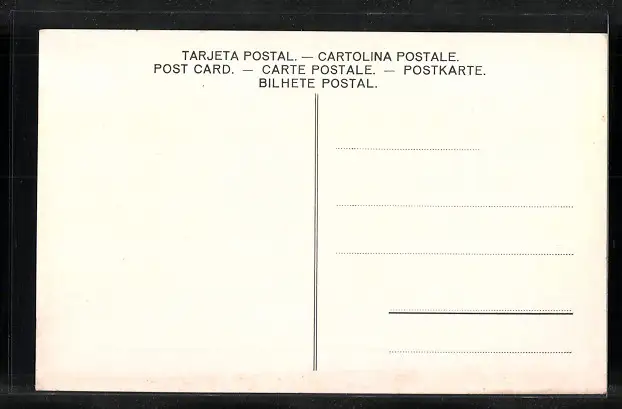 TARJETA POSTAL. — CARTOLINA POSTALE.
POST CARD. — CARTE POSTALE. — POSTKARTE.
BILHETE POSTAL.